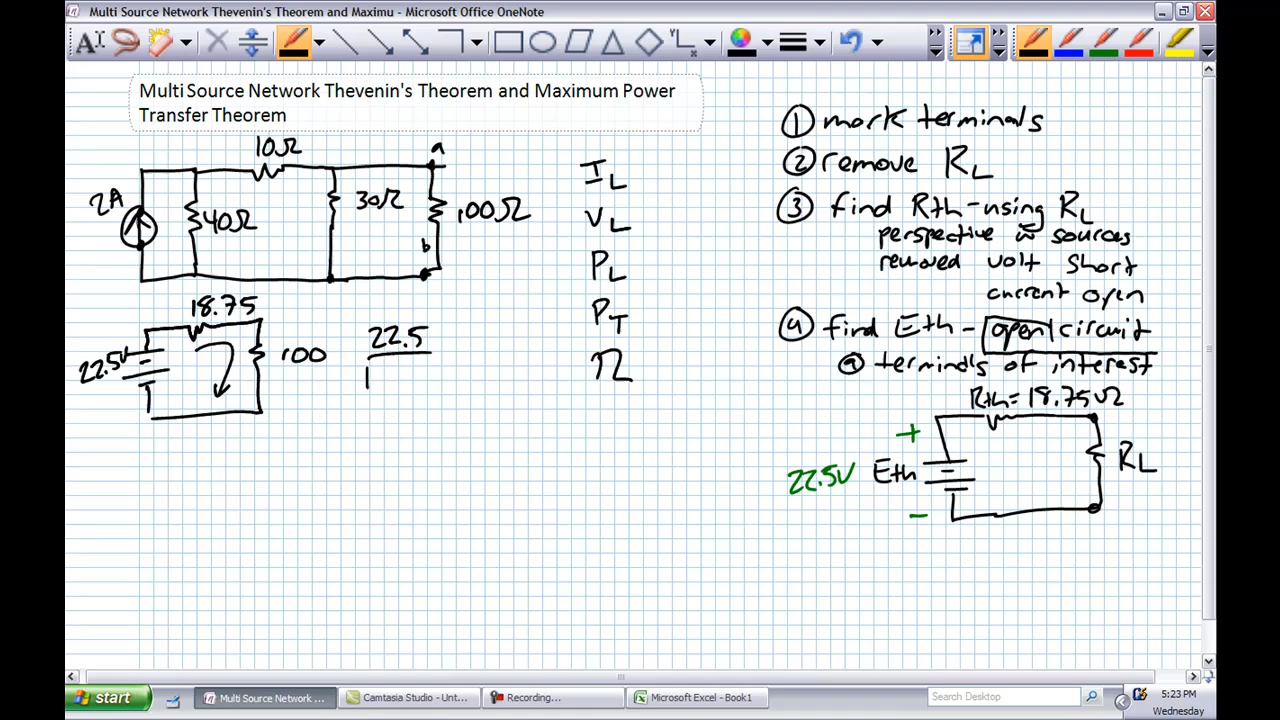 Multi Source Network Thevenin's Theorem and Maximu - Microsoft Office OneNote
Multi Source Network Thevenin's Theorem and Maximum Power
Transfer Theorem
10Ω
a
2A
40Ω
30Ω
100Ω
b
18.75
22.5V
100
22.5
1
IL
VL
PL
PT
η
① mark terminals
② remove RL
③ find Rth-using RL
perspective w sources
removed volt short
current open
④ find Eth - open circuit
@ terminals of interest
Rth = 18.75Ω
+
22.5V Eth
RL
−
start
Multi Source Network ...
Camtasia Studio - Unt...
Recording...
Microsoft Excel - Book1
Search Desktop
5:23 PM
Wednesday